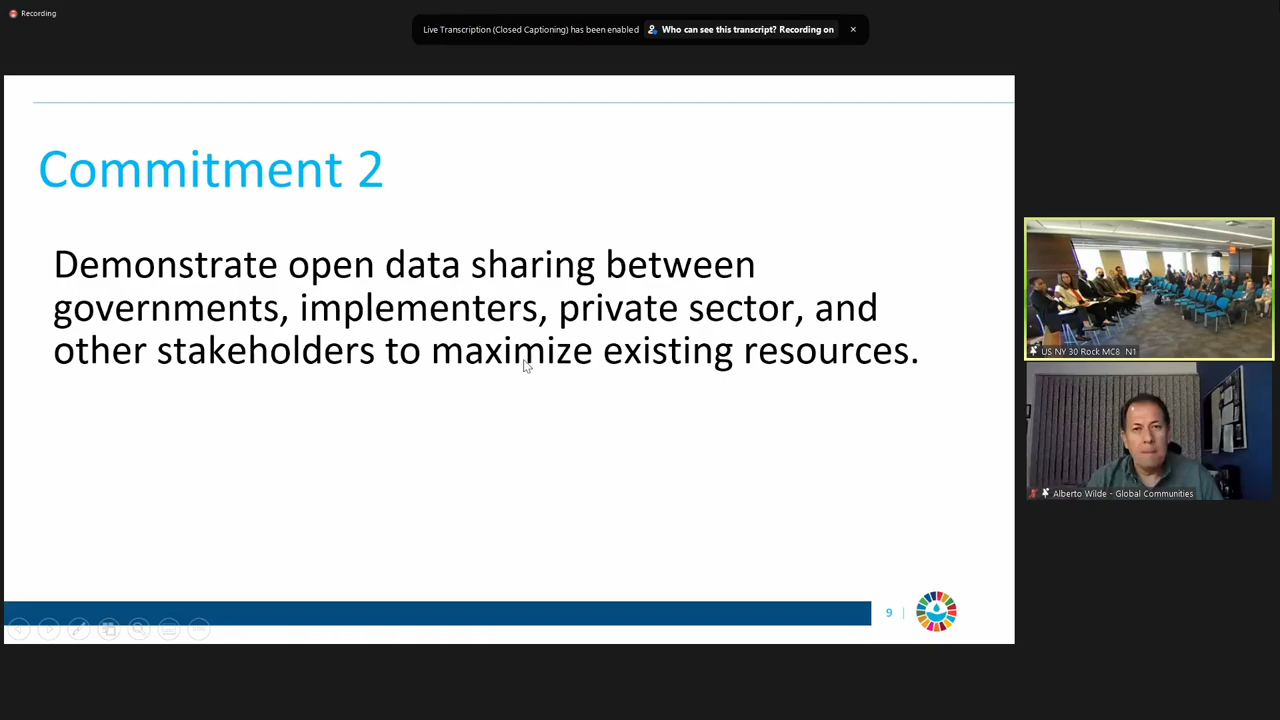 Recording
Live Transcription (Closed Captioning) has been enabled Who can see this transcript? Recording on
Commitment 2
Demonstrate open data sharing between
governments, implementers, private sector, and
other stakeholders to maximize existing resources.
9 |
US NY 30 Rock MC8 N1
Alberto Wilde - Global Communities